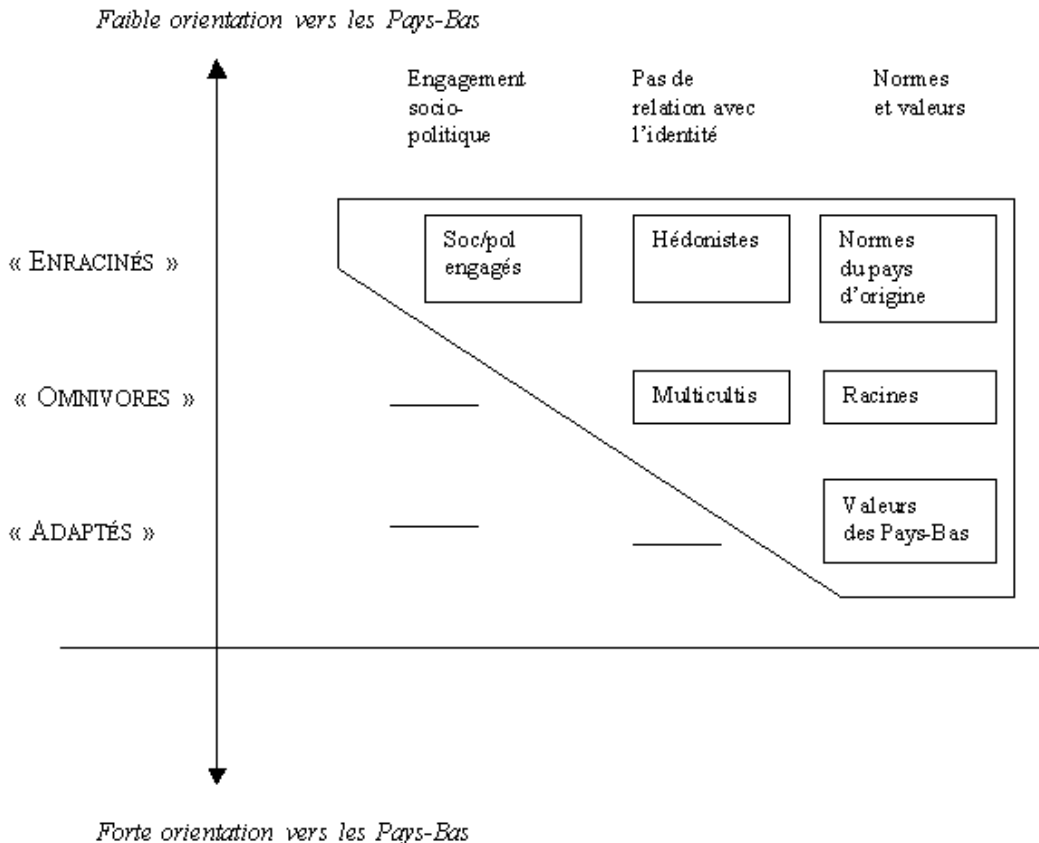 Faible orientation vers les Pays-Bas
Engagement
socio-
politique
Pas de
relation avec
l'identité
Normes
et valeurs
« ENRACINÉS »
Soc/pol
engagés
Hédonistes
Normes
du pays
d'origine
« OMNIVORES »
Multicultis
Racines
« ADAPTÉS »
Valeurs
des Pays-Bas
Forte orientation vers les Pays-Bas